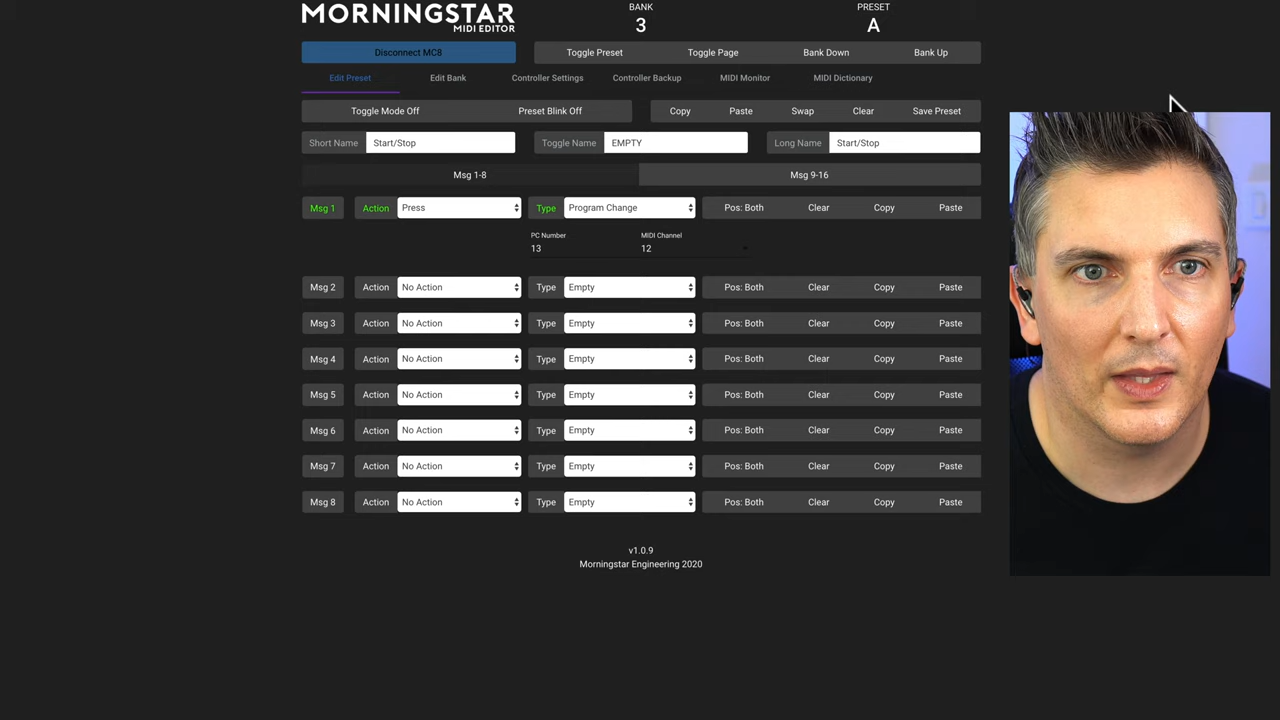 MORNINGSTAR
MIDI EDITOR
BANK
3
PRESET
A
Disconnect MC8
Toggle Preset Toggle Page Bank Down Bank Up
Edit Preset Edit Bank Controller Settings Controller Backup MIDI Monitor MIDI Dictionary
Toggle Mode Off Preset Blink Off Copy Paste Swap Clear Save Preset
Short Name Start/Stop Toggle Name EMPTY Long Name Start/Stop
Msg 1-8 Msg 9-16
Msg 1 Action Press Type Program Change Pos: Both Clear Copy Paste
PC Number MIDI Channel
13 12
Msg 2 Action No Action Type Empty Pos: Both Clear Copy Paste
Msg 3 Action No Action Type Empty Pos: Both Clear Copy Paste
Msg 4 Action No Action Type Empty Pos: Both Clear Copy Paste
Msg 5 Action No Action Type Empty Pos: Both Clear Copy Paste
Msg 6 Action No Action Type Empty Pos: Both Clear Copy Paste
Msg 7 Action No Action Type Empty Pos: Both Clear Copy Paste
Msg 8 Action No Action Type Empty Pos: Both Clear Copy Paste
v1.0.9
Morningstar Engineering 2020